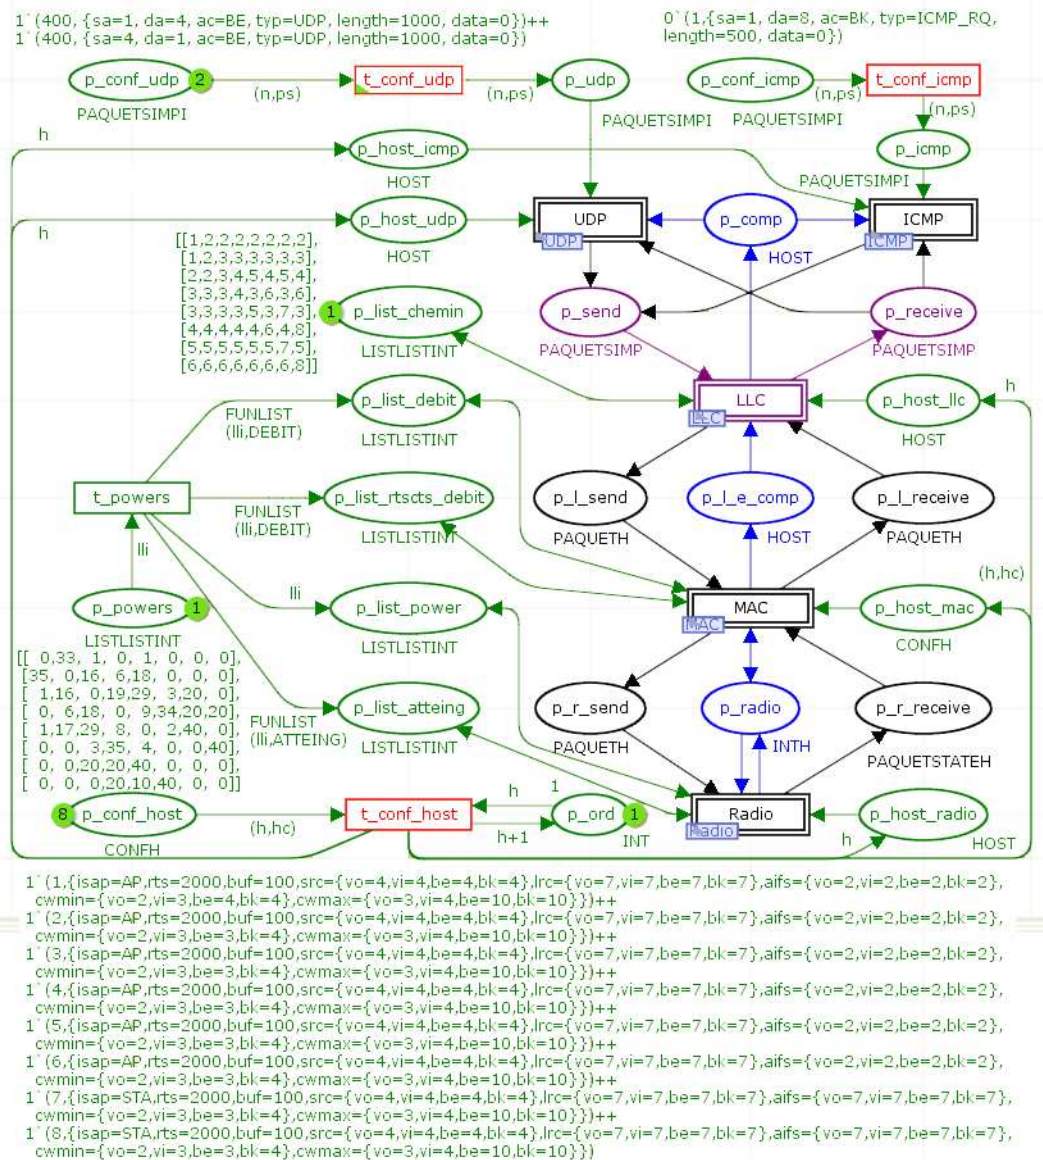 1`(400, {sa=1, da=4, ac=BE, typ=UDP, length=1000, data=0})++
1`(400, {sa=4, da=1, ac=BE, typ=UDP, length=1000, data=0})
0`(1,{sa=1, da=8, ac=BK, typ=ICMP_RQ,
length=500, data=0})
p_conf_udp
2
t_conf_udp
p_udp
p_conf_icmp
t_conf_icmp
(n,ps)
(n,ps)
(n,ps)
(n,ps)
PAQUETSIMPI
PAQUETSIMPI
PAQUETSIMPI
h
p_host_icmp
p_icmp
HOST
PAQUETSIMPI
p_host_udp
UDP
p_comp
ICMP
h
UDP
ICMP
HOST
HOST
[[1,2,2,2,2,2,2,2],
[1,2,3,3,3,3,3,3],
[2,2,3,4,5,4,5,4],
[3,3,3,4,3,6,3,6],
[3,3,3,3,5,3,7,3],
[4,4,4,4,4,6,4,8],
[5,5,5,5,5,5,7,5],
[6,6,6,6,6,6,6,8]]
1
p_list_chemin
LISTLISTINT
p_send
p_receive
PAQUETSIMP
PAQUETSIMP
FUNLIST
(lli,DEBIT)
p_list_debit
LISTLISTINT
LLC
LLC
p_host_llc
HOST
h
t_powers
FUNLIST
(lli,DEBIT)
p_list_rtscts_debit
LISTLISTINT
p_l_send
p_l_e_comp
p_l_receive
PAQUETH
HOST
PAQUETH
lli
lli
(h,hc)
p_powers
1
p_list_power
MAC
MAC
p_host_mac
LISTLISTINT
LISTLISTINT
CONFH
[[ 0,33, 1, 0, 1, 0, 0, 0],
[35, 0,16, 6,18, 0, 0, 0],
[ 1,16, 0,19,29, 3,20, 0],
[ 0, 6,18, 0, 9,34,20,20],
[ 1,17,29, 8, 0, 2,40, 0],
[ 0, 0, 3,35, 4, 0, 0,40],
[ 0, 0,20,20,40, 0, 0, 0],
[ 0, 0, 0,20,10,40, 0, 0]]
FUNLIST
(lli,ATTEING)
p_list_atteing
LISTLISTINT
p_r_send
p_radio
p_r_receive
PAQUETH
INTH
PAQUETSTATEH
8
p_conf_host
CONFH
(h,hc)
t_conf_host
h
h+1
1
p_ord
1
INT
Radio
Radio
p_host_radio
HOST
h
1`(1,{isap=AP,rts=2000,buf=100,src={vo=4,vi=4,be=4,bk=4},lrc={vo=7,vi=7,be=7,bk=7},aifs={vo=2,vi=2,be=2,bk=2},
cwmin={vo=2,vi=3,be=4,bk=4},cwmax={vo=3,vi=4,be=10,bk=10}})++
1`(2,{isap=AP,rts=2000,buf=100,src={vo=4,vi=4,be=4,bk=4},lrc={vo=7,vi=7,be=7,bk=7},aifs={vo=2,vi=2,be=2,bk=2},
cwmin={vo=2,vi=3,be=3,bk=4},cwmax={vo=3,vi=4,be=10,bk=10}})++
1`(3,{isap=AP,rts=2000,buf=100,src={vo=4,vi=4,be=4,bk=4},lrc={vo=7,vi=7,be=7,bk=7},aifs={vo=2,vi=2,be=2,bk=2},
cwmin={vo=2,vi=3,be=3,bk=4},cwmax={vo=3,vi=4,be=10,bk=10}})++
1`(4,{isap=AP,rts=2000,buf=100,src={vo=4,vi=4,be=4,bk=4},lrc={vo=7,vi=7,be=7,bk=7},aifs={vo=2,vi=2,be=2,bk=2},
cwmin={vo=2,vi=3,be=3,bk=4},cwmax={vo=3,vi=4,be=10,bk=10}})++
1`(5,{isap=AP,rts=2000,buf=100,src={vo=4,vi=4,be=4,bk=4},lrc={vo=7,vi=7,be=7,bk=7},aifs={vo=2,vi=2,be=2,bk=2},
cwmin={vo=2,vi=3,be=3,bk=4},cwmax={vo=3,vi=4,be=10,bk=10}})++
1`(6,{isap=AP,rts=2000,buf=100,src={vo=4,vi=4,be=4,bk=4},lrc={vo=7,vi=7,be=7,bk=7},aifs={vo=2,vi=2,be=2,bk=2},
cwmin={vo=2,vi=3,be=3,bk=4},cwmax={vo=3,vi=4,be=10,bk=10}})++
1`(7,{isap=STA,rts=2000,buf=100,src={vo=4,vi=4,be=4,bk=4},lrc={vo=7,vi=7,be=7,bk=7},aifs={vo=7,vi=7,be=7,bk=7},
cwmin={vo=2,vi=3,be=3,bk=4},cwmax={vo=3,vi=4,be=10,bk=10}})++
1`(8,{isap=STA,rts=2000,buf=100,src={vo=4,vi=4,be=4,bk=4},lrc={vo=7,vi=7,be=7,bk=7},aifs={vo=7,vi=7,be=7,bk=7},
cwmin={vo=2,vi=3,be=3,bk=4},cwmax={vo=3,vi=4,be=10,bk=10}})